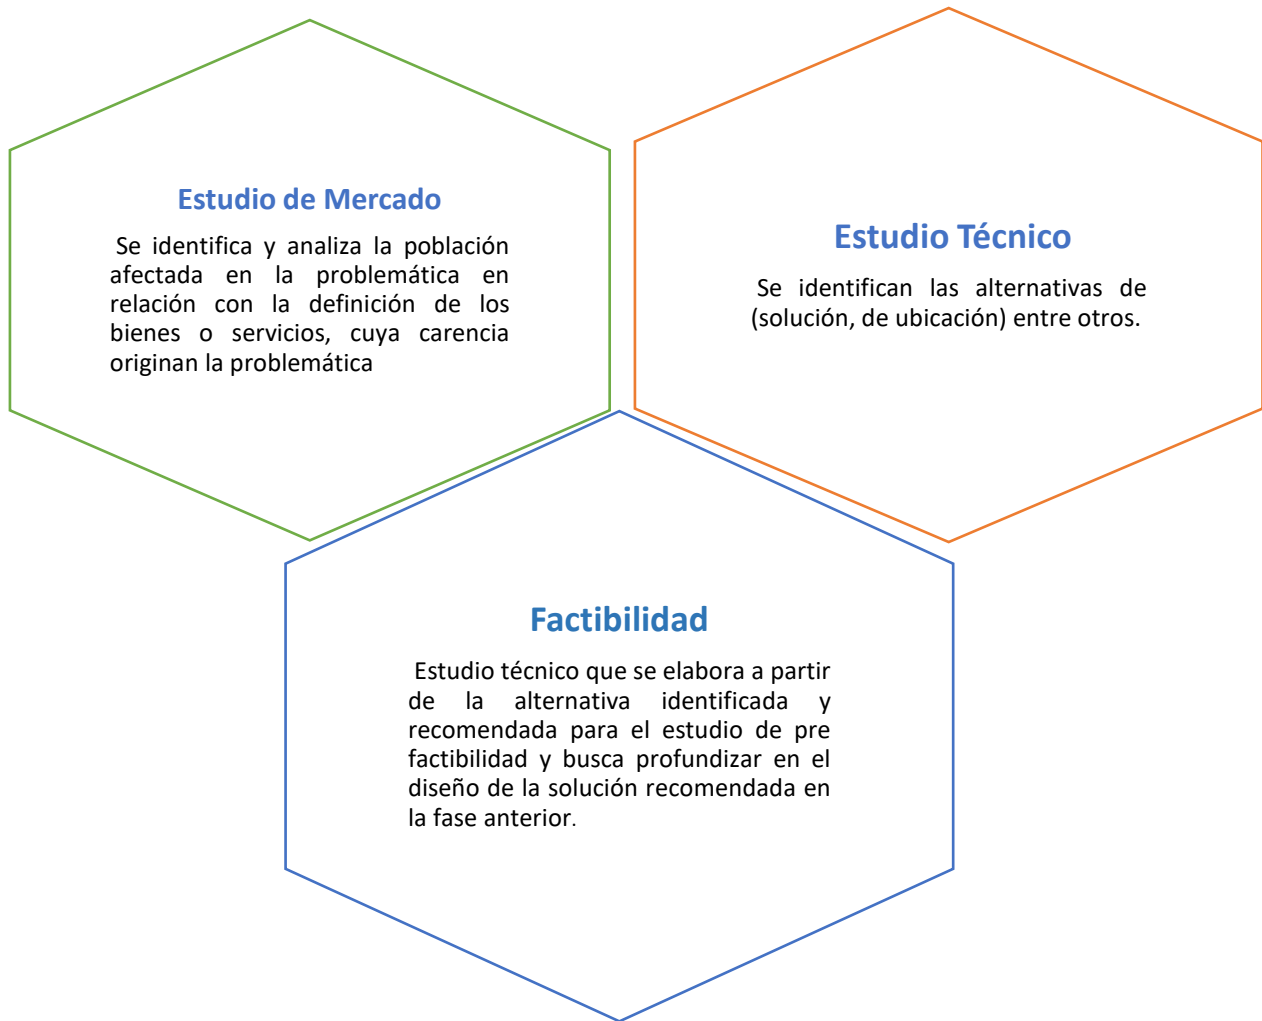 Estudio de Mercado
Se identifica y analiza la población
afectada en la problemática en
relación con la definición de los
bienes o servicios, cuya carencia
originan la problemática
Estudio Técnico
Se identifican las alternativas de
(solución, de ubicación) entre otros.
Factibilidad
Estudio técnico que se elabora a partir
de la alternativa identificada y
recomendada para el estudio de pre
factibilidad y busca profundizar en el
diseño de la solución recomendada en
la fase anterior.